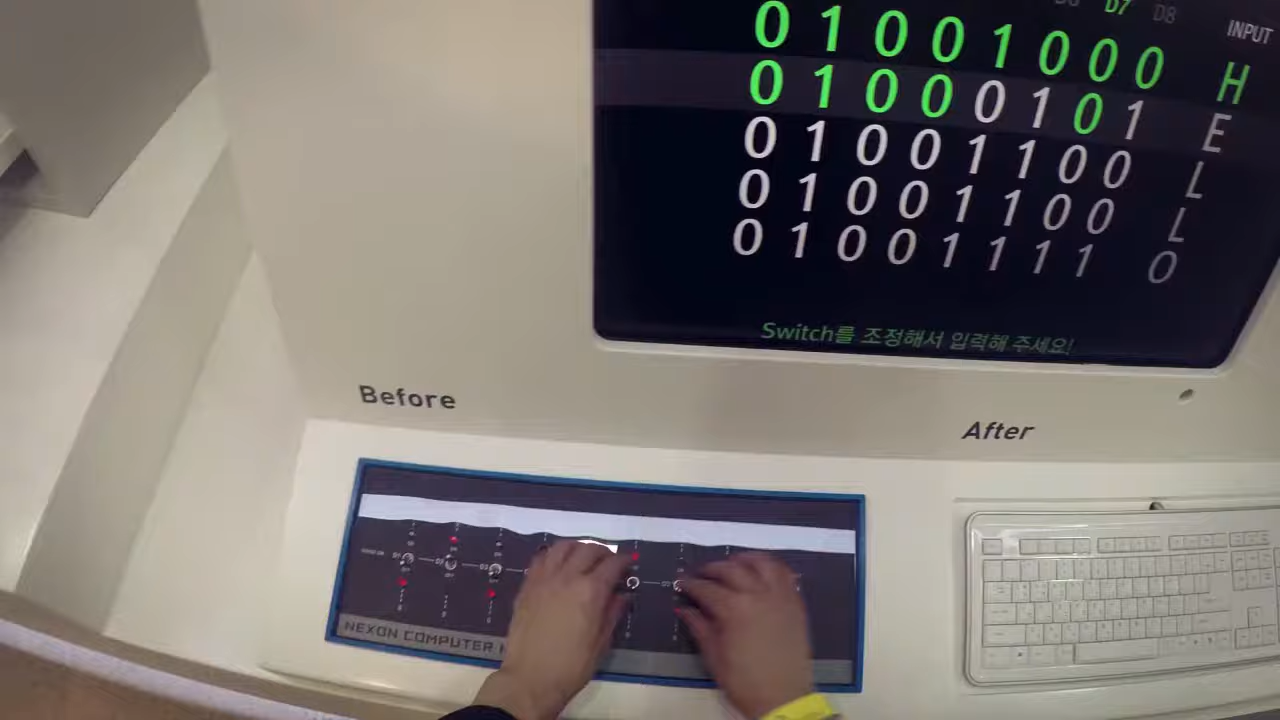 D6 D7 D8
INPUT
0 1 0 0 1 0 0 0 H
0 1 0 0 0 1 0 1 E
0 1 0 0 1 1 0 0 L
0 1 0 0 1 1 0 0 L
0 1 0 0 1 1 1 1 O
Switch를 조정해서 입력해 주세요!
Before
After
NEXON COMPUTER